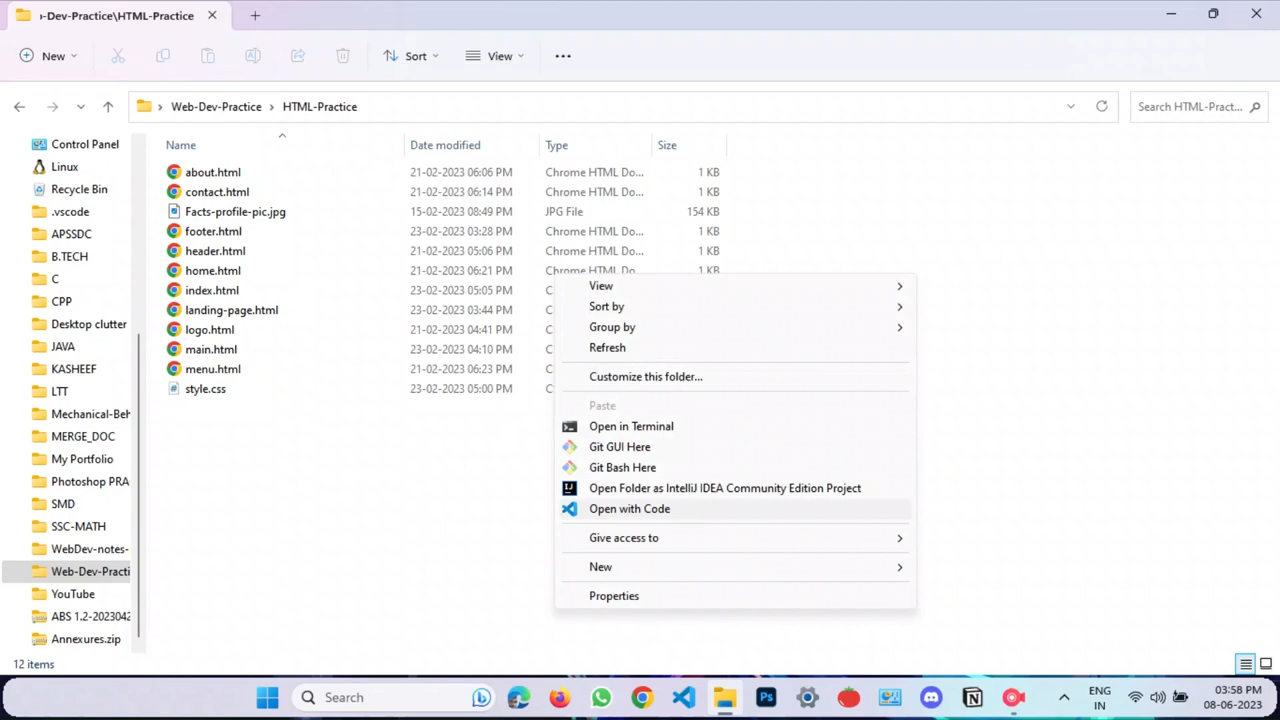 ı-Dev-Practice\HTML-Practice
New
Sort
View
Web-Dev-Practice
HTML-Practice
Search HTML-Pract...
Name
Date modified
Type
Size
Control Panel
Linux
Recycle Bin
.vscode
APSSDC
B.TECH
C
CPP
Desktop clutter
JAVA
KASHEEF
LTT
Mechanical-Beh
MERGE_DOC
My Portfolio
Photoshop PRA
SMD
SSC-MATH
WebDev-notes-
Web-Dev-Practi
YouTube
ABS 1.2-2023042
Annexures.zip
about.html 21-02-2023 06:06 PM Chrome HTML Do... 1 KB
contact.html 21-02-2023 06:14 PM Chrome HTML Do... 1 KB
Facts-profile-pic.jpg 15-02-2023 08:49 PM JPG File 154 KB
footer.html 23-02-2023 03:28 PM Chrome HTML Do... 1 KB
header.html 21-02-2023 05:06 PM Chrome HTML Do... 1 KB
home.html 21-02-2023 06:21 PM Chrome HTML Do 1 KB
index.html 23-02-2023 05:05 PM C
landing-page.html 23-02-2023 03:44 PM C
logo.html 21-02-2023 04:41 PM C
main.html 23-02-2023 04:10 PM C
menu.html 21-02-2023 06:23 PM C
style.css 23-02-2023 05:00 PM C
View
Sort by
Group by
Refresh
Customize this folder...
Paste
Open in Terminal
Git GUI Here
Git Bash Here
Open Folder as IntelliJ IDEA Community Edition Project
Open with Code
Give access to
New
Properties
12 items
Search
Ps
ENG
IN
03:58 PM
08-06-2023